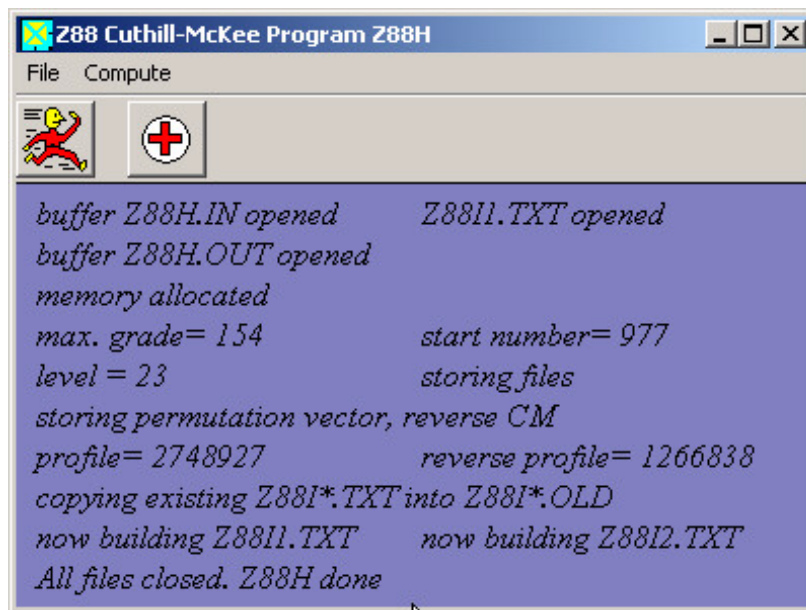 Z88 Cuthill-McKee Program Z88H
File Compute
buffer Z88H.IN opened Z88I1.TXT opened
buffer Z88H.OUT opened
memory allocated
max. grade= 154 start number= 977
level = 23 storing files
storing permutation vector, reverse CM
profile= 2748927 reverse profile= 1266838
copying existing Z88I*.TXT into Z88I*.OLD
now building Z88I1.TXT now building Z88I2.TXT
All files closed. Z88H done